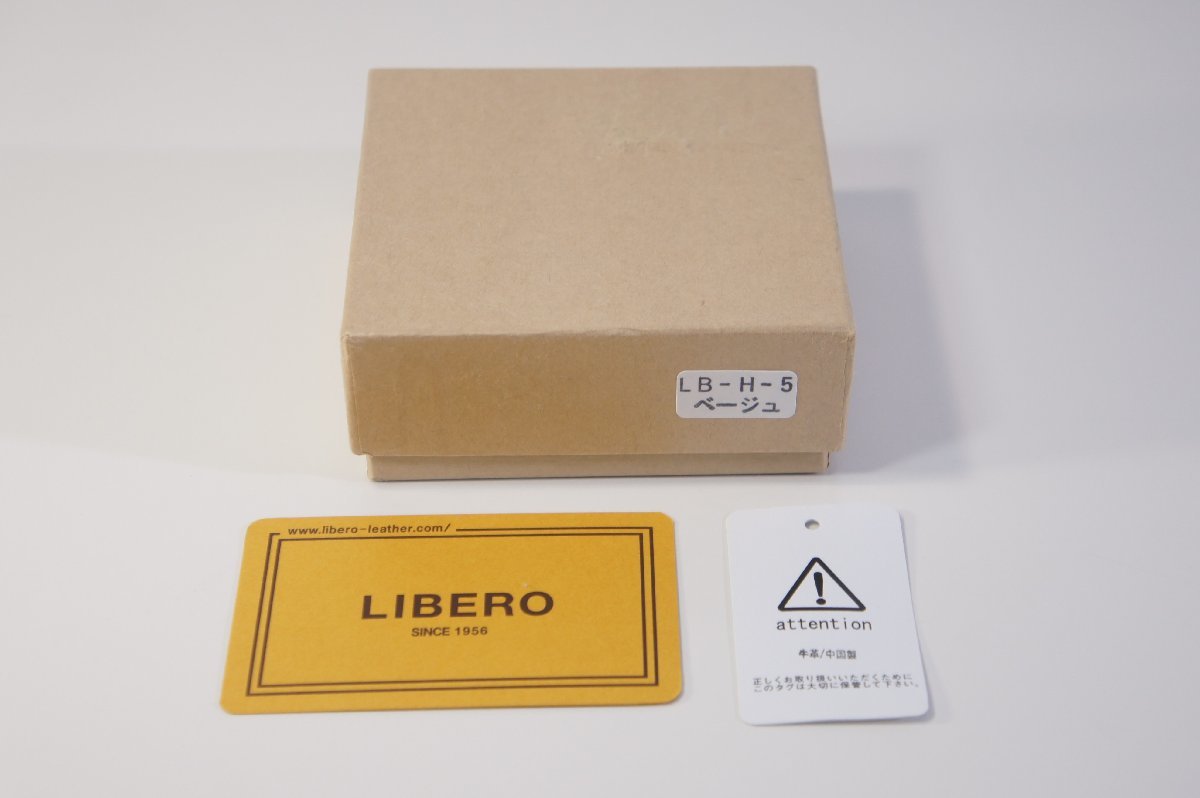 LB-H-5
ベージュ
www.libero-leather.com/
LIBERO
SINCE 1956
attention
牛革/中国製
正しくお取り扱いいただくために
このタグは大切に保管して下さい。